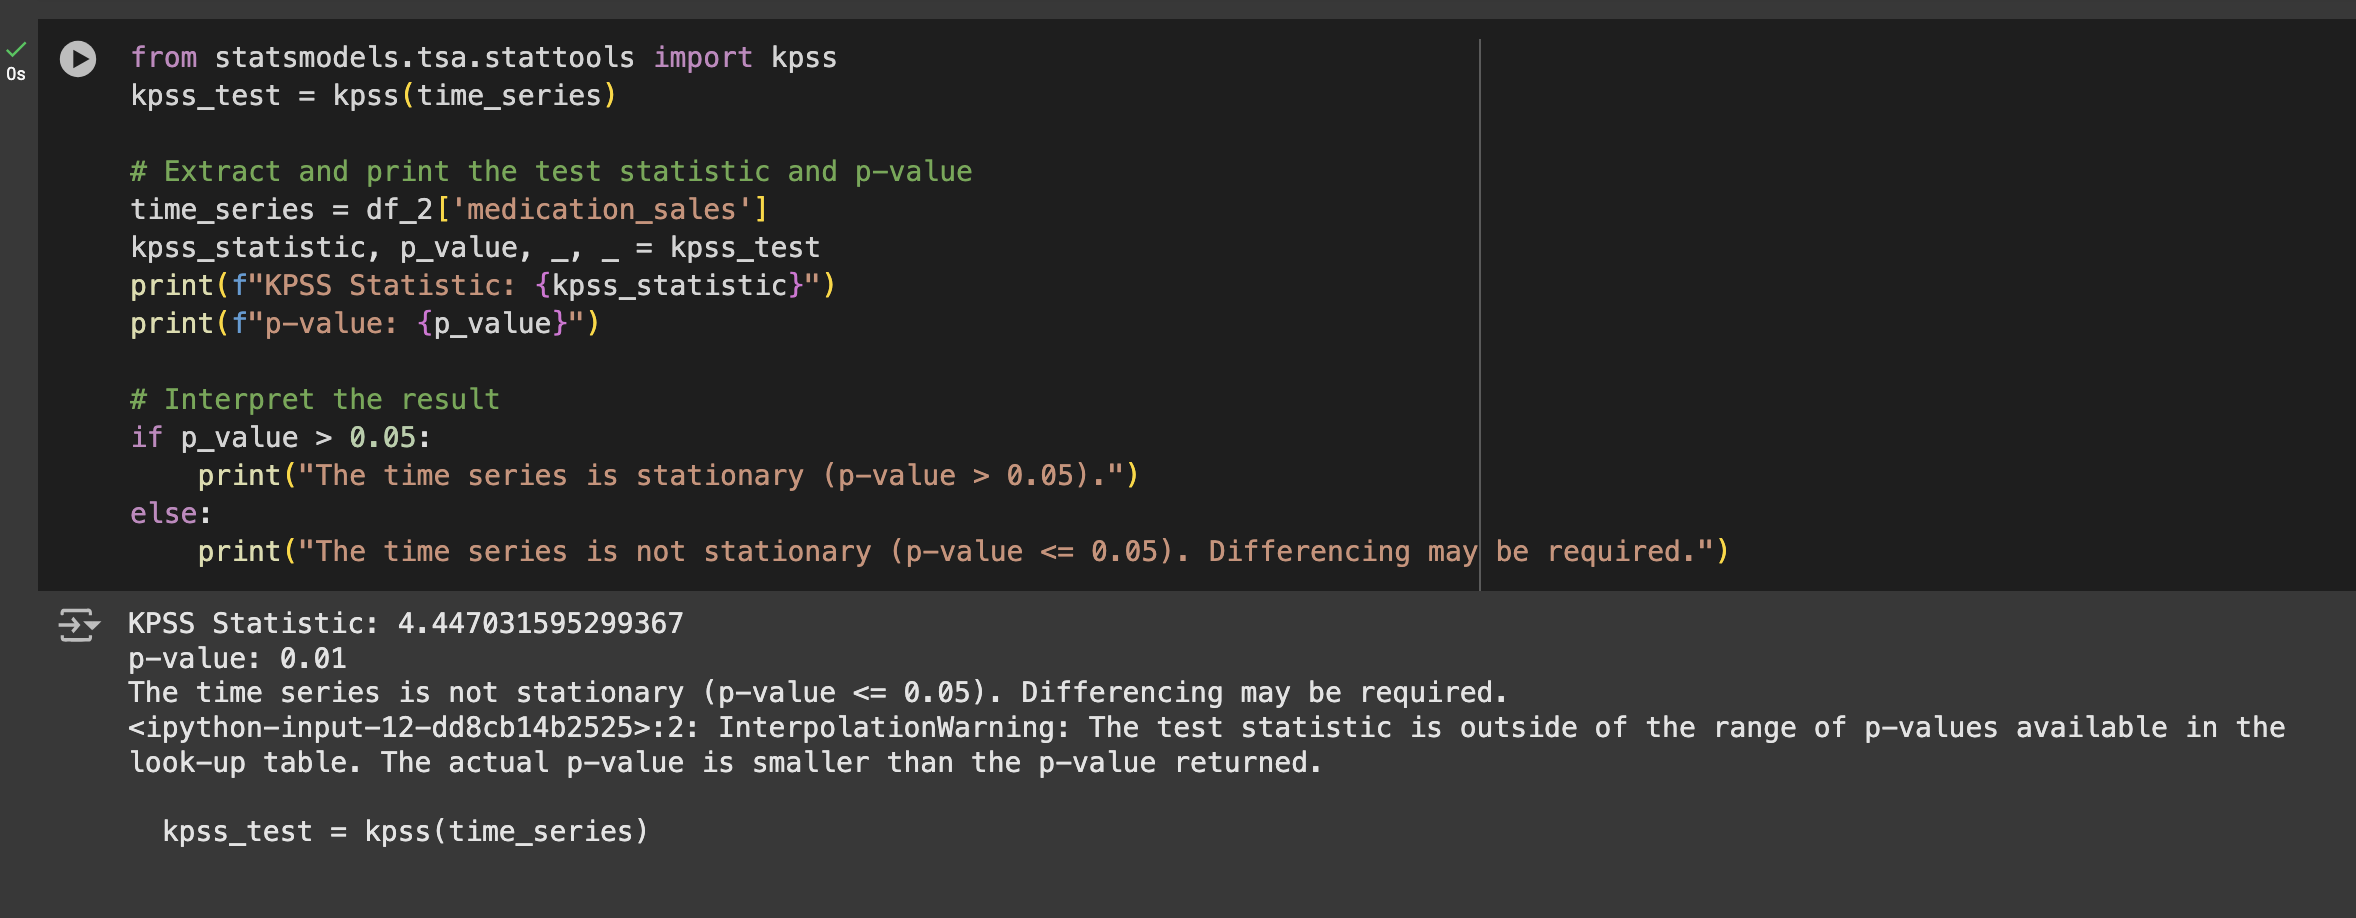 from statsmodels.tsa.stattools import kpss
0s
kpss_test = kpss(time_series)

# Extract and print the test statistic and p-value
time_series = df_2['medication_sales']
kpss_statistic, p_value, _, _ = kpss_test
print(f"KPSS Statistic: {kpss_statistic}")
print(f"p-value: {p_value}")

# Interpret the result
if p_value > 0.05:
    print("The time series is stationary (p-value > 0.05).")
else:
    print("The time series is not stationary (p-value <= 0.05). Differencing may be required.")
KPSS Statistic: 4.447031595299367
p-value: 0.01
The time series is not stationary (p-value <= 0.05). Differencing may be required.
<ipython-input-12-dd8cb14b2525>:2: InterpolationWarning: The test statistic is outside of the range of p-values available in the
look-up table. The actual p-value is smaller than the p-value returned.

  kpss_test = kpss(time_series)